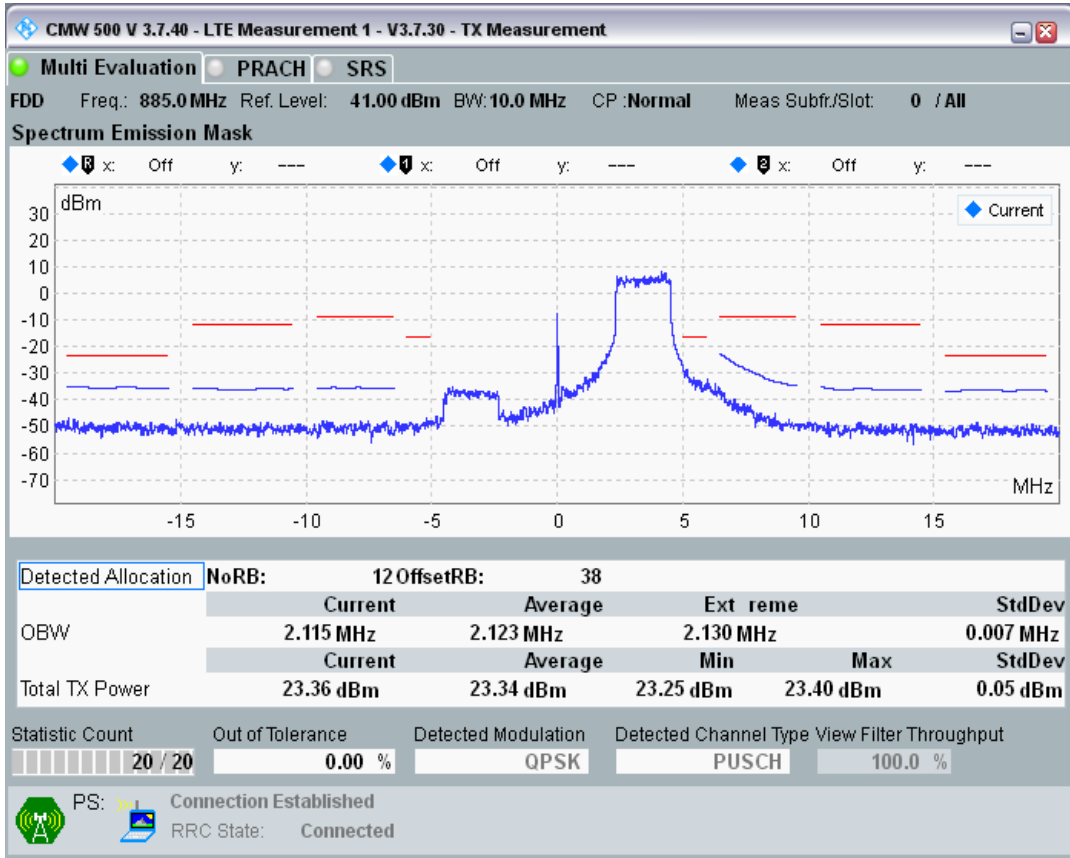 CMW 500 V 3.7.40 - LTE Measurement 1 - V3.7.30 - TX Measurement
Multi Evaluation PRACH SRS
FDD Freq.: 885.0 MHz Ref. Level: 41.00 dBm BW: 10.0 MHz CP :Normal Meas Subfr./Slot: 0 / All
Spectrum Emission Mask
R x: Off y: --- 1 x: Off y: --- 2 x: Off y: ---
dBm
Current
30
20
10
0
-10
-20
-30
-40
-50
-60
-70
MHz
-15 -10 -5 0 5 10 15
Detected Allocation NoRB: 12 OffsetRB: 38
Current Average Ext reme StdDev
OBW 2.115 MHz 2.123 MHz 2.130 MHz 0.007 MHz
Current Average Min Max StdDev
Total TX Power 23.36 dBm 23.34 dBm 23.25 dBm 23.40 dBm 0.05 dBm
Statistic Count Out of Tolerance Detected Modulation Detected Channel Type View Filter Throughput
20 / 20 0.00 % QPSK PUSCH 100.0 %
PS: Connection Established
RRC State: Connected